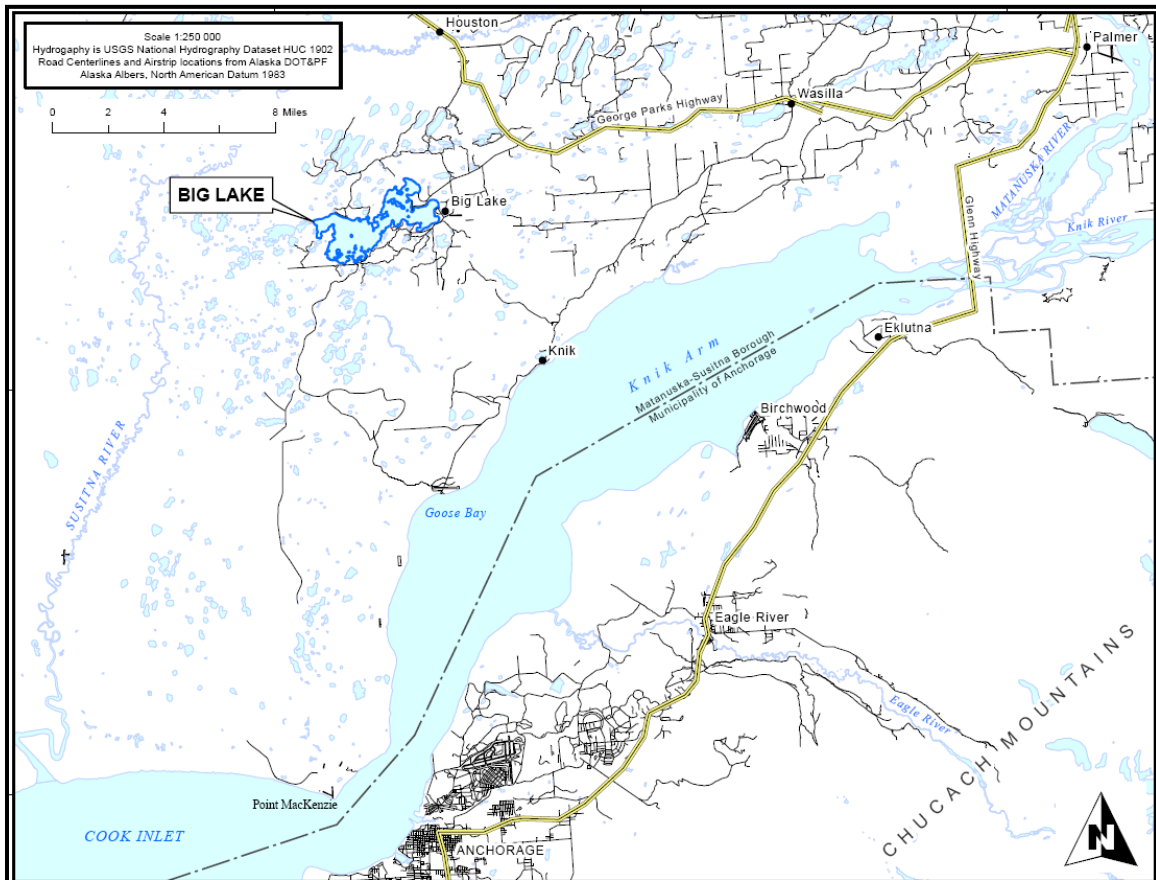 Scale 1:250 000
Hydrogaphy is USGS National Hydrography Dataset HUC 1902
Road Centerlines and Airstrip locations from Alaska DOT&PF
Alaska Albers, North American Datum 1983
0 2 4 8 Miles
Houston
Palmer
Wasilla
George Parks Highway
MATANUSKA RIVER
BIG LAKE
Big Lake
Glenn Highway
Knik River
Eklutna
Knik
Knik Arm
Matanuska-Susitna Borough
Municipality of Anchorage
Birchwood
SUSITNA RIVER
Goose Bay
Eagle River
Eagle River
CHUCACH MOUNTAINS
Point MacKenzie
COOK INLET
ANCHORAGE
N